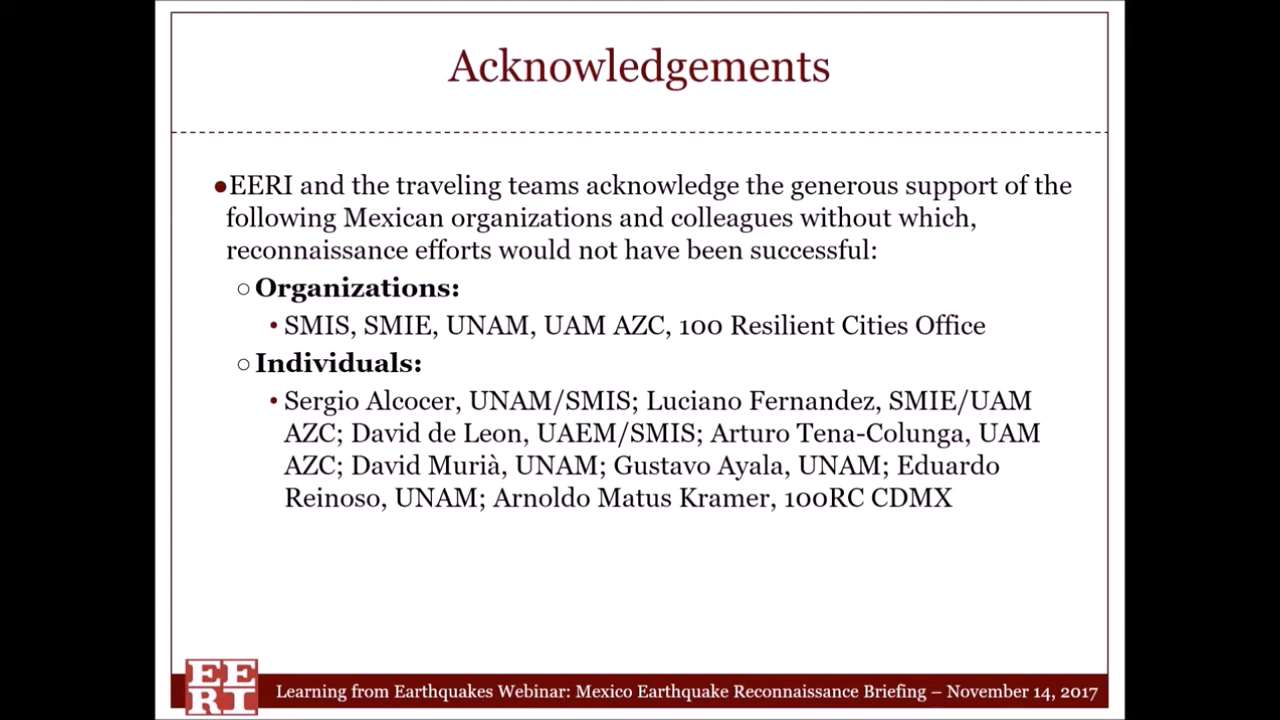 Acknowledgements
●EERI and the traveling teams acknowledge the generous support of the
following Mexican organizations and colleagues without which,
reconnaissance efforts would not have been successful:
○Organizations:
•SMIS, SMIE, UNAM, UAM AZC, 100 Resilient Cities Office
○Individuals:
•Sergio Alcocer, UNAM/SMIS; Luciano Fernandez, SMIE/UAM
AZC; David de Leon, UAEM/SMIS; Arturo Tena-Colunga, UAM
AZC; David Murià, UNAM; Gustavo Ayala, UNAM; Eduardo
Reinoso, UNAM; Arnoldo Matus Kramer, 100RC CDMX
EE
RI
Learning from Earthquakes Webinar: Mexico Earthquake Reconnaissance Briefing – November 14, 2017